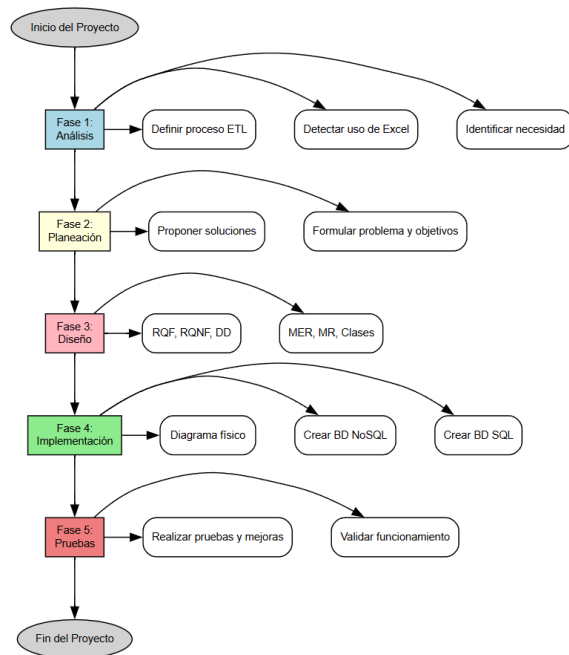 Inicio del Proyecto
Fase 1:
Análisis
Definir proceso ETL
Detectar uso de Excel
Identificar necesidad
Fase 2:
Planeación
Proponer soluciones
Formular problema y objetivos
Fase 3:
Diseño
RQF, RQNF, DD
MER, MR, Clases
Fase 4:
Implementación
Diagrama físico
Crear BD NoSQL
Crear BD SQL
Fase 5:
Pruebas
Realizar pruebas y mejoras
Validar funcionamiento
Fin del Proyecto